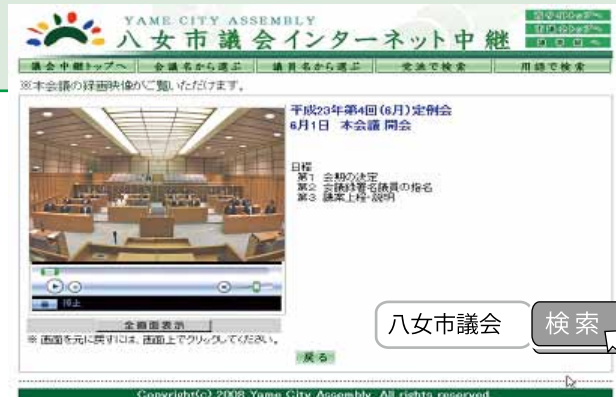 YAME CITY ASSEMBLY
八女市議会インターネット中継
議会中継トップへ
会議名から選ぶ
議員名から選ぶ
用語で検索
※本会議の録画映像がご覧いただけます。
平成23年第4回(6月)定例会
6月1日 本会議 開会
日程
第1 会期の決定
第2 会議録署名議員の指名
第3 議案上程・説明
停止
全画面表示
※ 画面を元に戻すには、画面上でクリックしてください。
八女市議会
検索
戻る
Copyright(c) 2008 Yame City Assembly. All rights reserved.